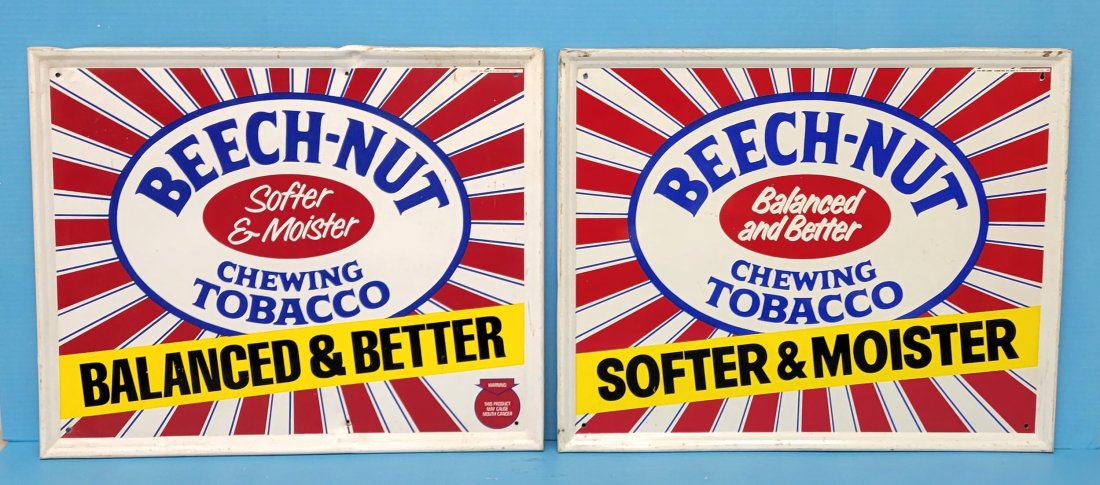 BEECH-NUT
Softer
& Moister
CHEWING
TOBACCO
BALANCED & BETTER
WARNING:
THIS PRODUCT
MAY CAUSE
MOUTH CANCER
BEECH-NUT
Balanced
and Better
CHEWING
TOBACCO
SOFTER & MOISTER